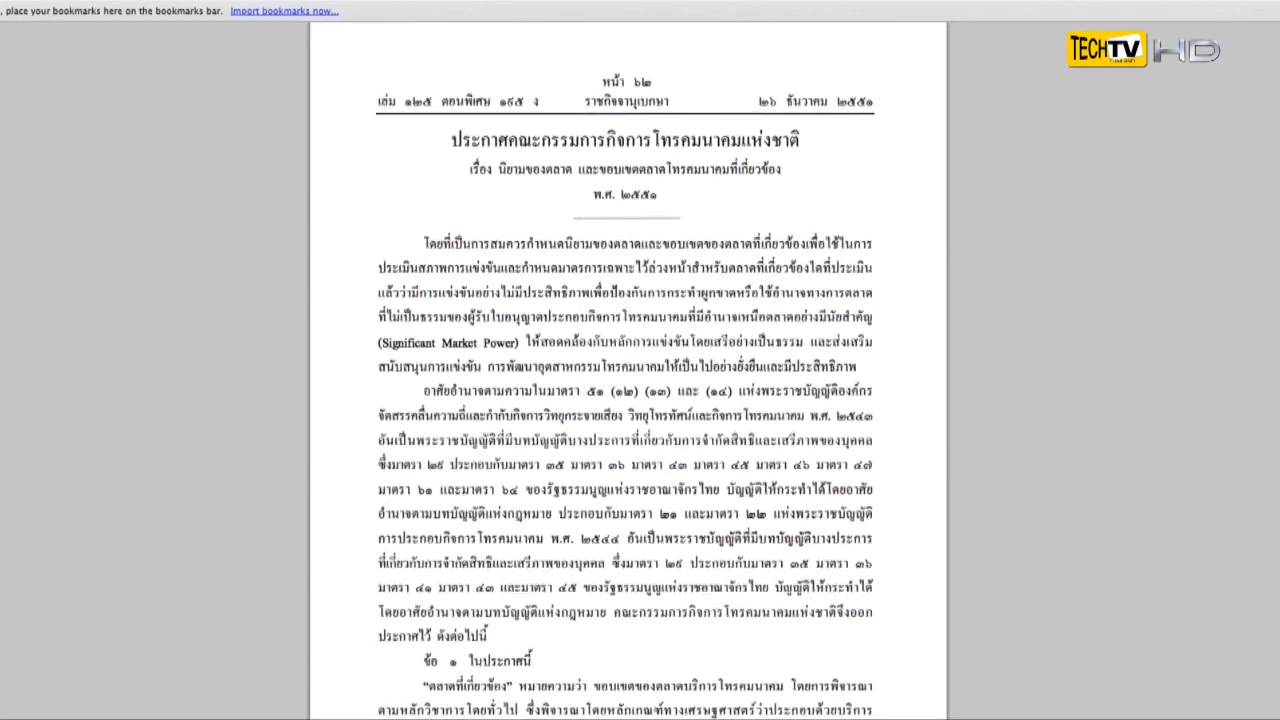 , place your bookmarks here on the bookmarks bar. Import bookmarks now...
TECHTV HD
THAILAND
หน้า ๖๒
เล่ม ๑๒๕ ตอนพิเศษ ๑๙๕ ง ราชกิจจานุเบกษา ๒๖ ธันวาคม ๒๕๕๑
ประกาศคณะกรรมการกิจการโทรคมนาคมแห่งชาติ
เรื่อง นิยามของตลาด และขอบเขตตลาดโทรคมนาคมที่เกี่ยวข้อง
พ.ศ. ๒๕๕๑
โดยที่เป็นการสมควรกำหนดนิยามของตลาดและขอบเขตของตลาดที่เกี่ยวข้องเพื่อใช้ในการ
ประเมินสภาพการแข่งขันและกำหนดมาตรการเฉพาะไว้ล่วงหน้าสำหรับตลาดที่เกี่ยวข้องใดที่ประเมิน
แล้วว่ามีการแข่งขันอย่างไม่มีประสิทธิภาพเพื่อป้องกันการกระทำผูกขาดหรือใช้อำนาจทางการตลาด
ที่ไม่เป็นธรรมของผู้รับใบอนุญาตประกอบกิจการโทรคมนาคมที่มีอำนาจเหนือตลาดอย่างมีนัยสำคัญ
(Significant Market Power) ให้สอดคล้องกับหลักการแข่งขันโดยเสรีอย่างเป็นธรรม และส่งเสริม
สนับสนุนการแข่งขัน การพัฒนาอุตสาหกรรมโทรคมนาคมให้เป็นไปอย่างยั่งยืนและมีประสิทธิภาพ
อาศัยอำนาจตามความในมาตรา ๕๑ (๑๒) (๑๓) และ (๑๔) แห่งพระราชบัญญัติองค์กร
จัดสรรคลื่นความถี่และกำกับกิจการวิทยุกระจายเสียง วิทยุโทรทัศน์และกิจการโทรคมนาคม พ.ศ. ๒๕๔๓
อันเป็นพระราชบัญญัติที่มีบทบัญญัติบางประการที่เกี่ยวกับการจำกัดสิทธิและเสรีภาพของบุคคล
ซึ่งมาตรา ๒๙ ประกอบกับมาตรา ๓๕ มาตรา ๓๖ มาตรา ๔๓ มาตรา ๔๕ มาตรา ๔๖ มาตรา ๔๗
มาตรา ๖๑ และมาตรา ๖๔ ของรัฐธรรมนูญแห่งราชอาณาจักรไทย บัญญัติให้กระทำได้โดยอาศัย
อำนาจตามบทบัญญัติแห่งกฎหมาย ประกอบกับมาตรา ๒๑ และมาตรา ๒๒ แห่งพระราชบัญญัติ
การประกอบกิจการโทรคมนาคม พ.ศ. ๒๕๔๔ อันเป็นพระราชบัญญัติที่มีบทบัญญัติบางประการ
ที่เกี่ยวกับการจำกัดสิทธิและเสรีภาพของบุคคล ซึ่งมาตรา ๒๙ ประกอบกับมาตรา ๓๕ มาตรา ๓๖
มาตรา ๔๑ มาตรา ๔๓ และมาตรา ๔๕ ของรัฐธรรมนูญแห่งราชอาณาจักรไทย บัญญัติให้กระทำได้
โดยอาศัยอำนาจตามบทบัญญัติแห่งกฎหมาย คณะกรรมการกิจการโทรคมนาคมแห่งชาติจึงออก
ประกาศไว้ ดังต่อไปนี้
ข้อ ๑ ในประกาศนี้
“ตลาดที่เกี่ยวข้อง” หมายความว่า ขอบเขตของตลาดบริการโทรคมนาคม โดยการพิจารณา
ตามหลักวิชาการโดยทั่วไป ซึ่งพิจารณาโดยหลักเกณฑ์ทางเศรษฐศาสตร์ว่าประกอบด้วยบริการ